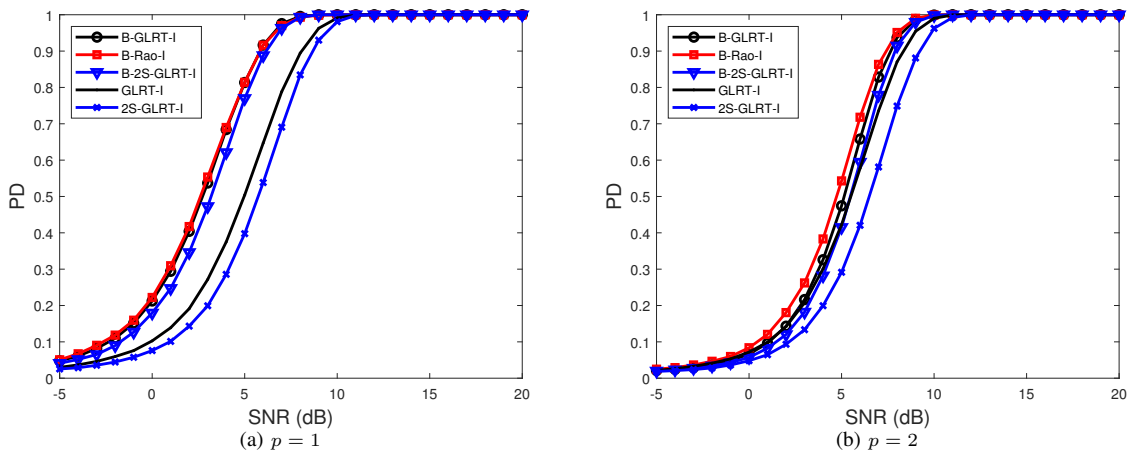 1
0.9
0.8
0.7
0.6
0.5
0.4
0.3
0.2
0.1
0
PD
B-GLRT-I
B-Rao-I
B-2S-GLRT-I
GLRT-I
2S-GLRT-I
-5 0 5 10 15 20
SNR (dB)
(a) p = 1
1
0.9
0.8
0.7
0.6
0.5
0.4
0.3
0.2
0.1
0
PD
B-GLRT-I
B-Rao-I
B-2S-GLRT-I
GLRT-I
2S-GLRT-I
-5 0 5 10 15 20
SNR (dB)
(b) p = 2